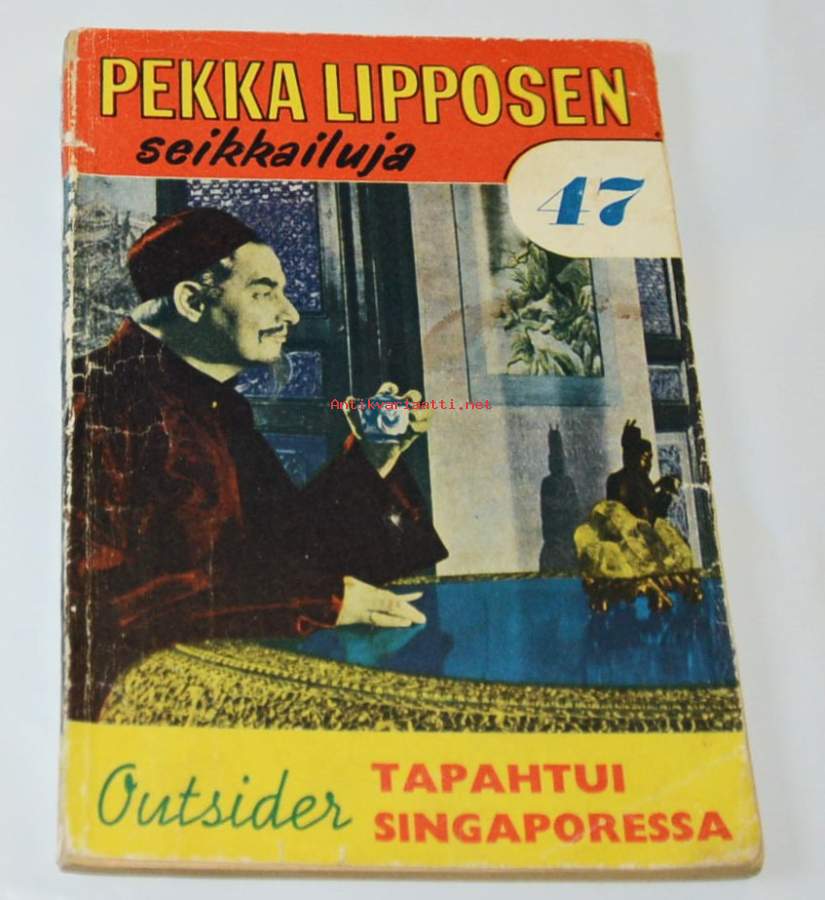 PEKKA LIPPOSEN
seikkailuja
47
Antikvariaatti.net
Outsider
TAPAHTUI
SINGAPORESSA